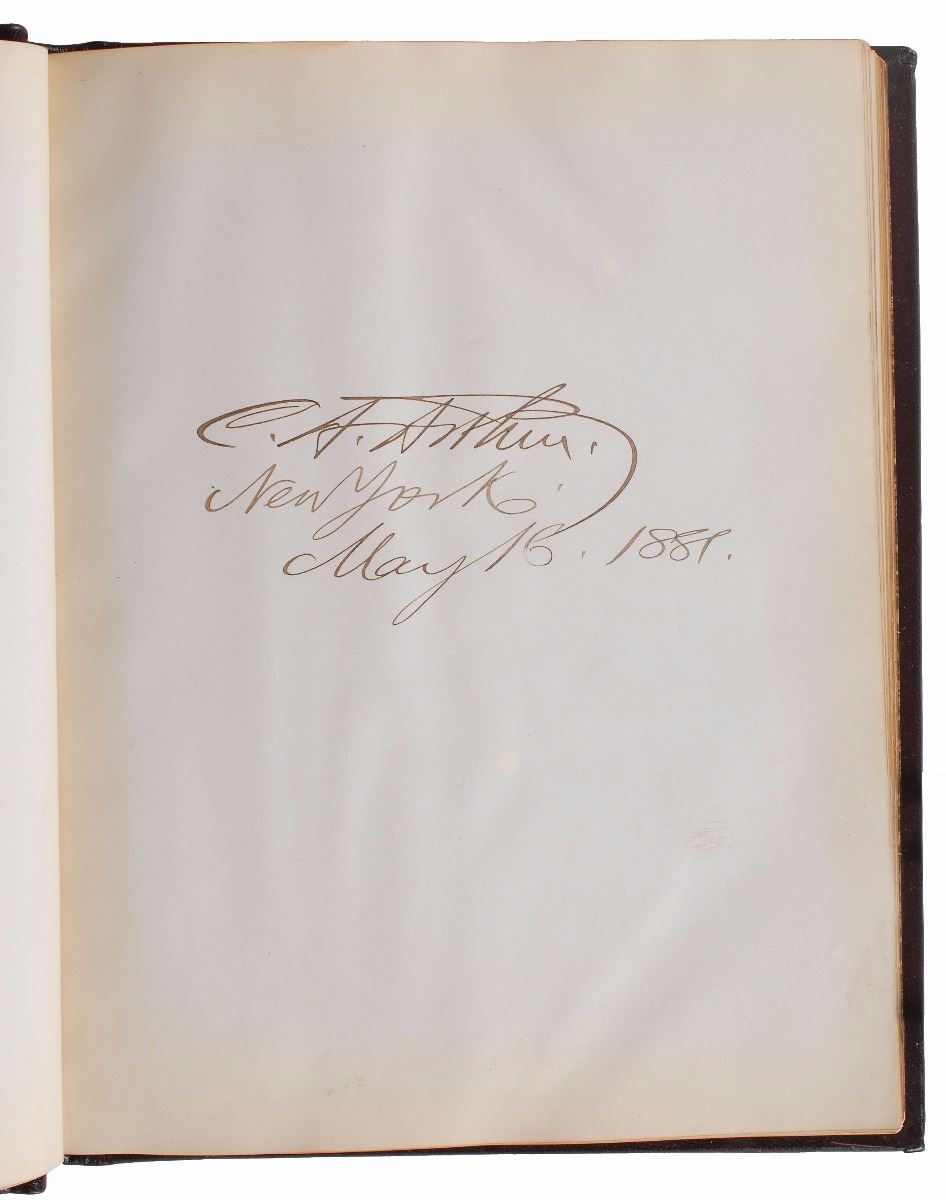 C. A. Arthur.
New York.
May 16. 1881.